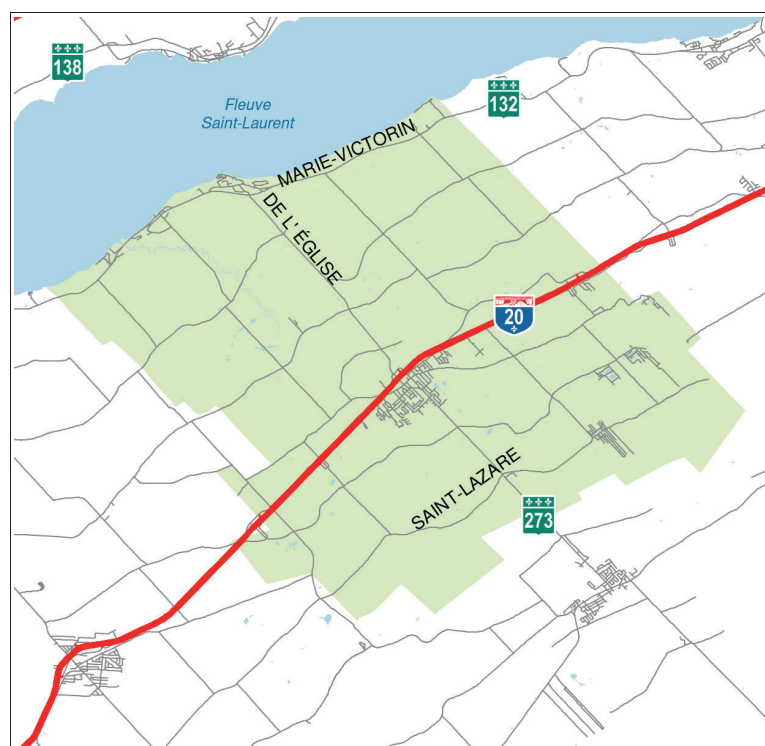 138
132
Fleuve
Saint-Laurent
MARIE-VICTORIN
DE L'ÉGLISE
20
SAINT-LAZARE
273